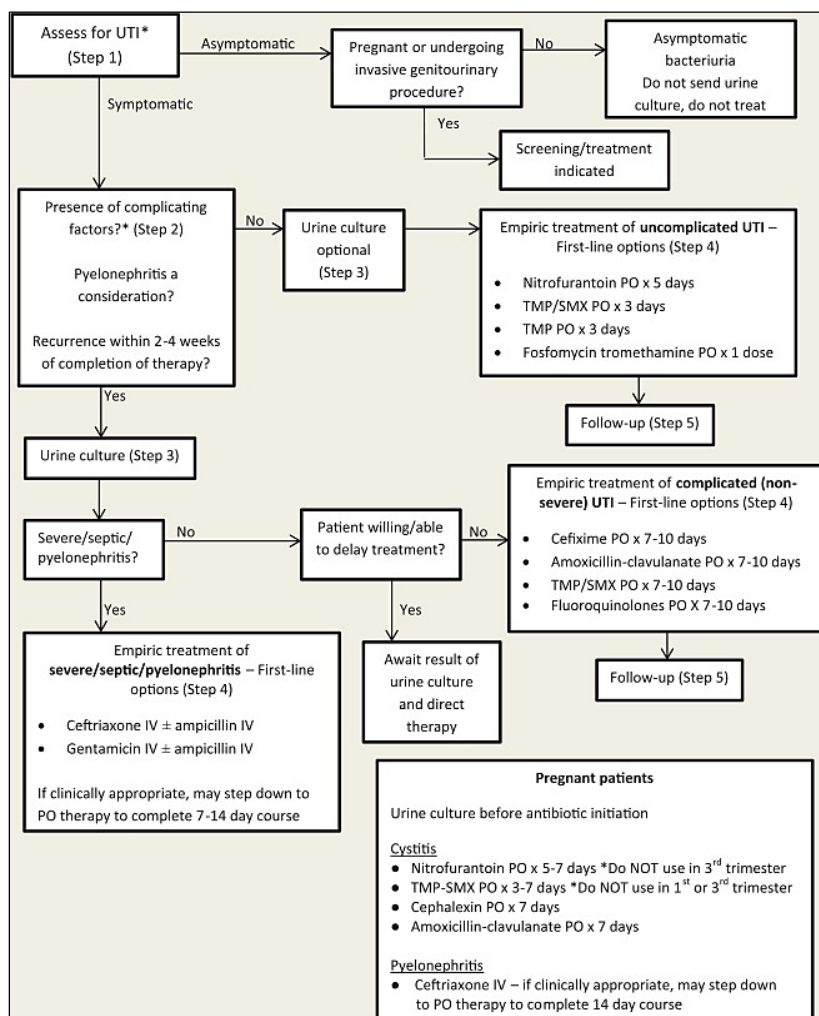 Assess for UTI*
(Step 1)
Asymptomatic
Pregnant or undergoing
invasive genitourinary
procedure?
No
Asymptomatic
bacteriuria
Do not send urine
culture, do not treat
Symptomatic
Yes
Screening/treatment
indicated
Presence of complicating
factors?* (Step 2)
Pyelonephritis a
consideration?
Recurrence within 2-4 weeks
of completion of therapy?
No
Urine culture
optional
(Step 3)
Empiric treatment of uncomplicated UTI –
First-line options (Step 4)
• Nitrofurantoin PO x 5 days
• TMP/SMX PO x 3 days
• TMP PO x 3 days
• Fosfomycin tromethamine PO x 1 dose
Follow-up (Step 5)
Yes
Urine culture (Step 3)
Severe/septic/
pyelonephritis?
No
Patient willing/able
to delay treatment?
No
Empiric treatment of complicated (non-
severe) UTI – First-line options (Step 4)
• Cefixime PO x 7-10 days
• Amoxicillin-clavulanate PO x 7-10 days
• TMP/SMX PO x 7-10 days
• Fluoroquinolones PO X 7-10 days
Follow-up (Step 5)
Yes
Await result of
urine culture
and direct
therapy
Yes
Empiric treatment of
severe/septic/pyelonephritis – First-line
options (Step 4)
• Ceftriaxone IV ± ampicillin IV
• Gentamicin IV ± ampicillin IV
If clinically appropriate, may step down to
PO therapy to complete 7-14 day course
Pregnant patients
Urine culture before antibiotic initiation
Cystitis
• Nitrofurantoin PO x 5-7 days *Do NOT use in 3rd trimester
• TMP-SMX PO x 3-7 days *Do NOT use in 1st or 3rd trimester
• Cephalexin PO x 7 days
• Amoxicillin-clavulanate PO x 7 days
Pyelonephritis
• Ceftriaxone IV – if clinically appropriate, may step down
to PO therapy to complete 14 day course